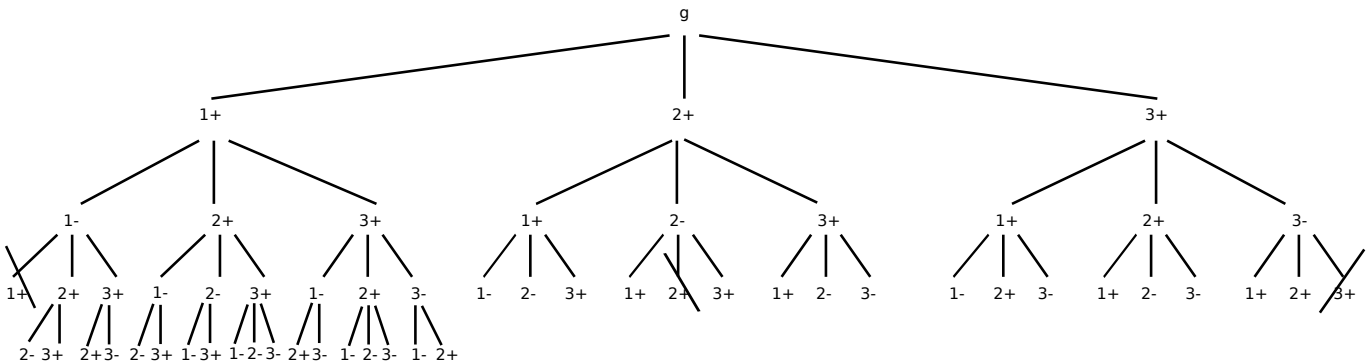 g
1+ 2+ 3+
1- 2+ 3+ 1+ 2- 3+ 1+ 2+ 3-
1+ 2+ 3+ 1- 2- 3+ 1- 2+ 3- 1- 2- 3+ 1+ 2+ 3+ 1+ 2- 3- 1- 2+ 3- 1+ 2- 3- 1+ 2+ 3+
2- 3+ 2+3- 2- 3+ 1-3+ 1-2-3- 2+3- 1- 2-3- 1- 2+